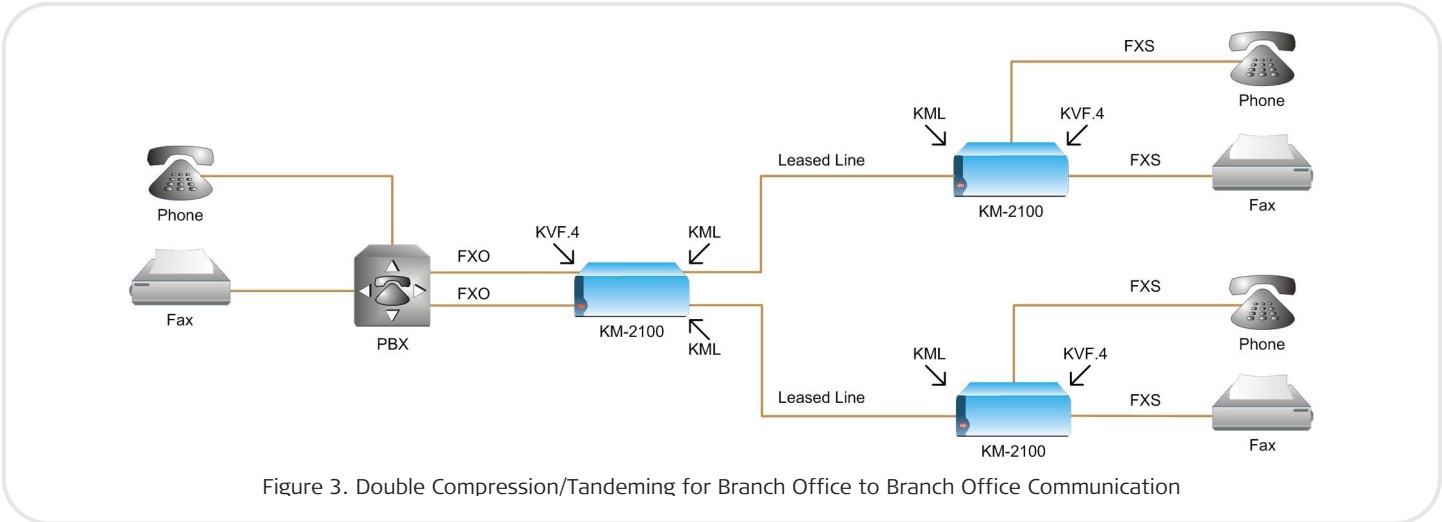 FXS
Phone
KML
KVF.4
Leased Line
FXS
KM-2100
Fax
Phone
KVF.4
KML
FXO
FXO
Fax
PBX
KM-2100
KML
FXS
Phone
KML
KVF.4
Leased Line
FXS
KM-2100
Fax
Figure 3. Double Compression/Tandeming for Branch Office to Branch Office Communication